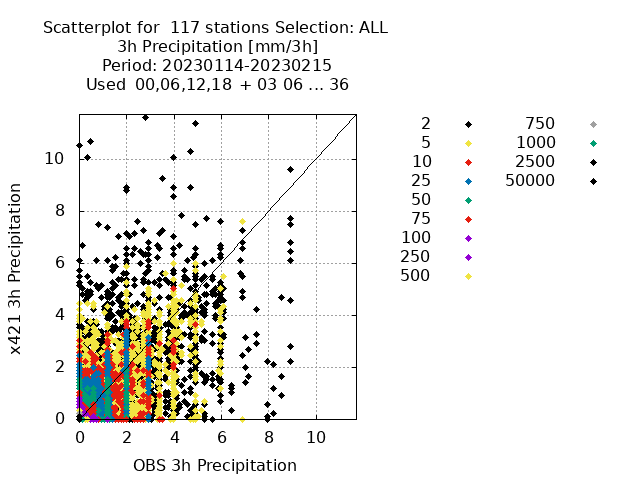 Scatterplot for  117 stations Selection: ALL
3h Precipitation [mm/3h]
Period: 20230114-20230215
Used  00,06,12,18 + 03 06 ... 36
x421 3h Precipitation
10
8
6
4
2
0
0 2 4 6 8 10
OBS 3h Precipitation
2
5
10
25
50
75
100
250
500
750
1000
2500
50000